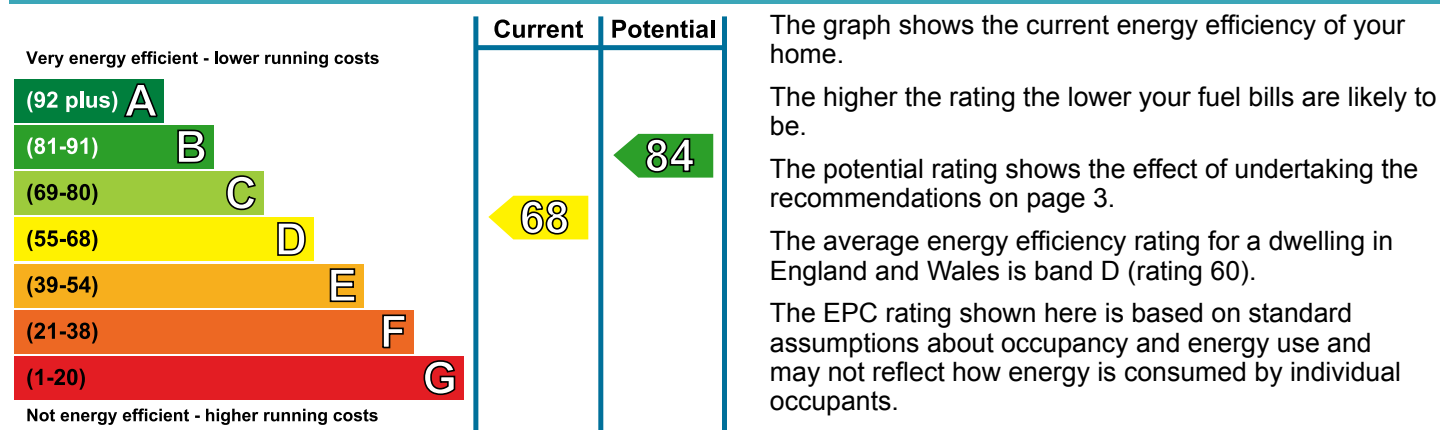 Current Potential
Very energy efficient - lower running costs
(92 plus) A
(81-91) B
84
(69-80) C
68
(55-68) D
(39-54) E
(21-38) F
(1-20) G
Not energy efficient - higher running costs
The graph shows the current energy efficiency of your
home.
The higher the rating the lower your fuel bills are likely to
be.
The potential rating shows the effect of undertaking the
recommendations on page 3.
The average energy efficiency rating for a dwelling in
England and Wales is band D (rating 60).
The EPC rating shown here is based on standard
assumptions about occupancy and energy use and
may not reflect how energy is consumed by individual
occupants.